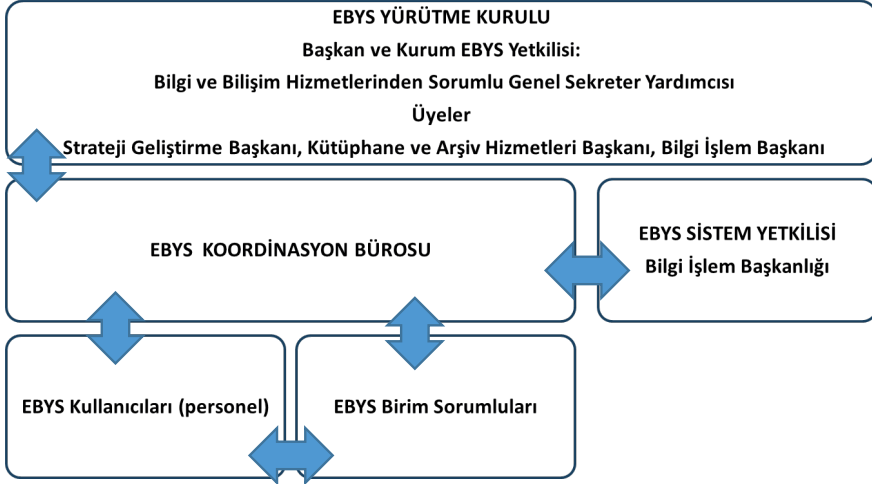 EBYS YÜRÜTME KURULU
Başkan ve Kurum EBYS Yetkilisi:
Bilgi ve Bilişim Hizmetlerinden Sorumlu Genel Sekreter Yardımcısı
Üyeler
Strateji Geliştirme Başkanı, Kütüphane ve Arşiv Hizmetleri Başkanı, Bilgi İşlem Başkanı
EBYS KOORDİNASYON BÜROSU
EBYS SİSTEM YETKİLİSİ
Bilgi İşlem Başkanlığı
EBYS Kullanıcıları (personel)
EBYS Birim Sorumluları